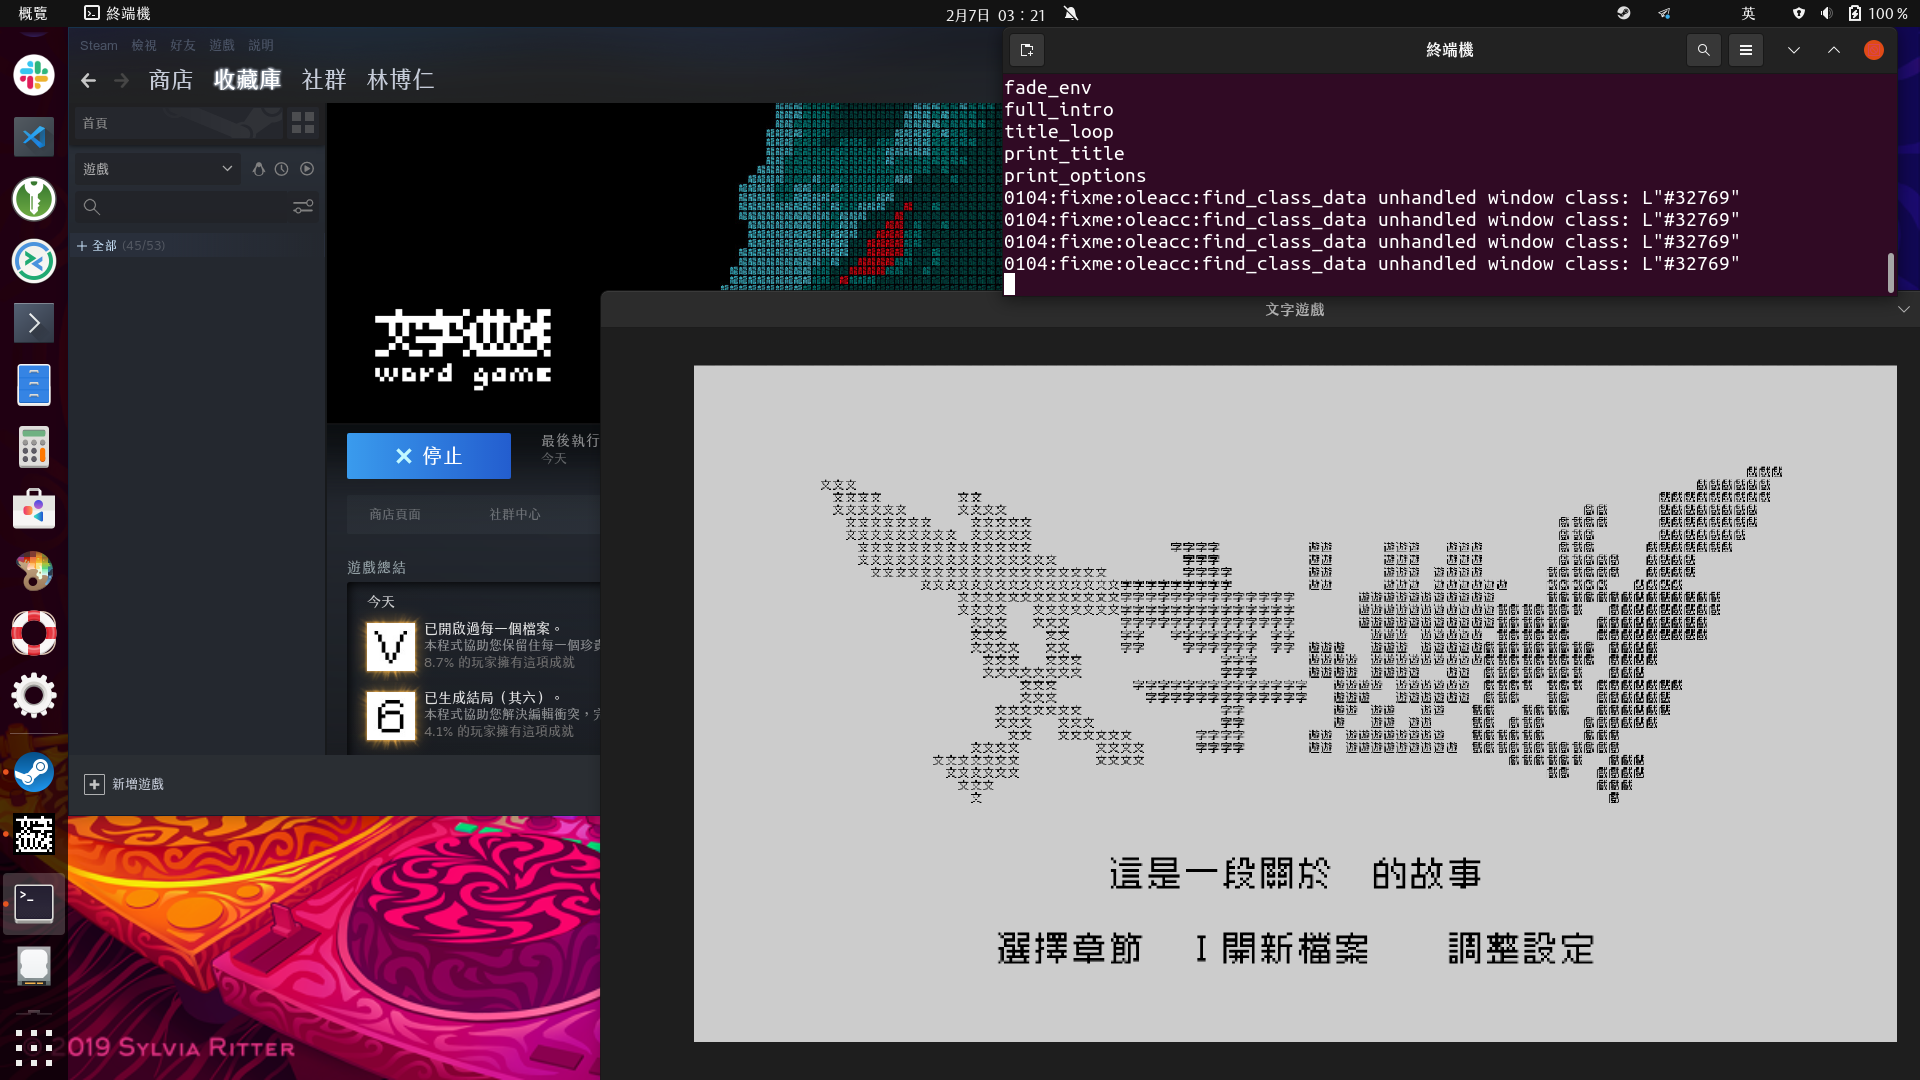 概覽
終端機
2月7日 03：21
英
100 %
Steam 檢視 好友 遊戲 說明
商店 收藏庫 社群 林博仁
首頁
遊戲
全部 (45/53)
文字遊戲
word game
停止
最後執行
今天
商店頁面
社群中心
遊戲總結
今天
V
已開啟過每一個檔案。
本程式協助您保留住每一個珍貴
8.7% 的玩家擁有這項成就
6
已生成結局（其六）。
本程式協助您解決編輯衝突，完
4.1% 的玩家擁有這項成就
新增遊戲
2019 Sylvia Ritter
終端機
fade_env
full_intro
title_loop
print_title
print_options
0104:fixme:oleacc:find_class_data unhandled window class: L"#32769"
0104:fixme:oleacc:find_class_data unhandled window class: L"#32769"
0104:fixme:oleacc:find_class_data unhandled window class: L"#32769"
0104:fixme:oleacc:find_class_data unhandled window class: L"#32769"
文字遊戲
文字遊戲
這是一段關於 的故事
選擇章節 I 開新檔案 調整設定